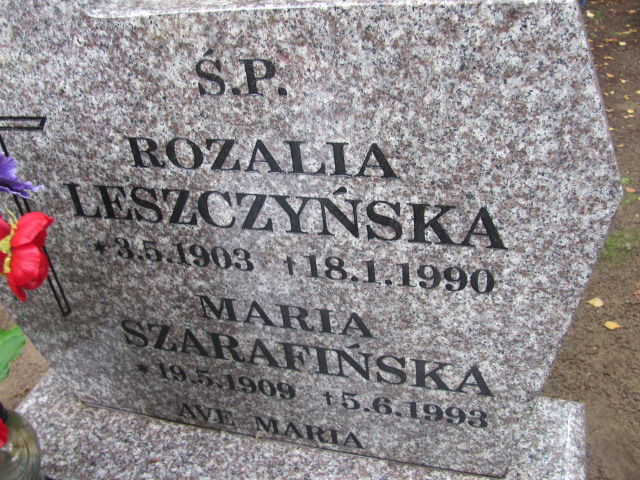 Ś.P.
ROZALIA
LESZCZYŃSKA
*3.5.1903 †18.1.1990
MARIA
SZARAFIŃSKA
*19.5.1909 †5.6.1993
AVE MARIA